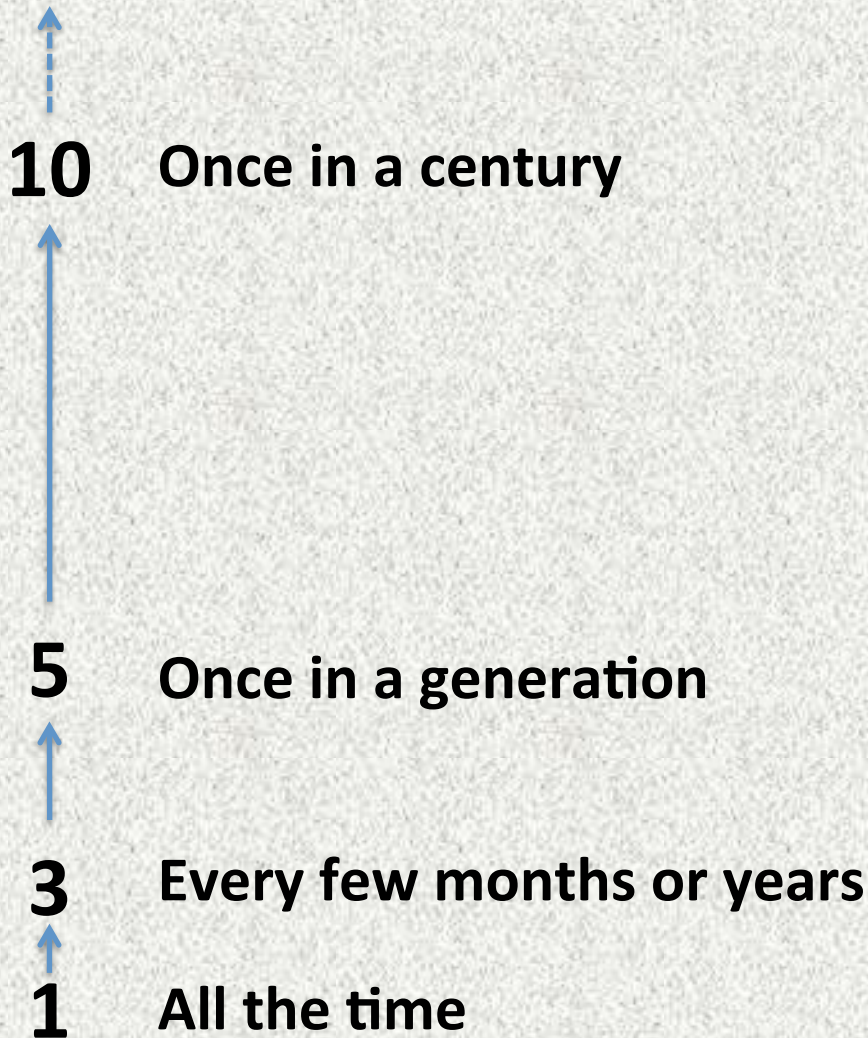 10 Once in a century
5 Once in a generation
3 Every few months or years
1 All the time